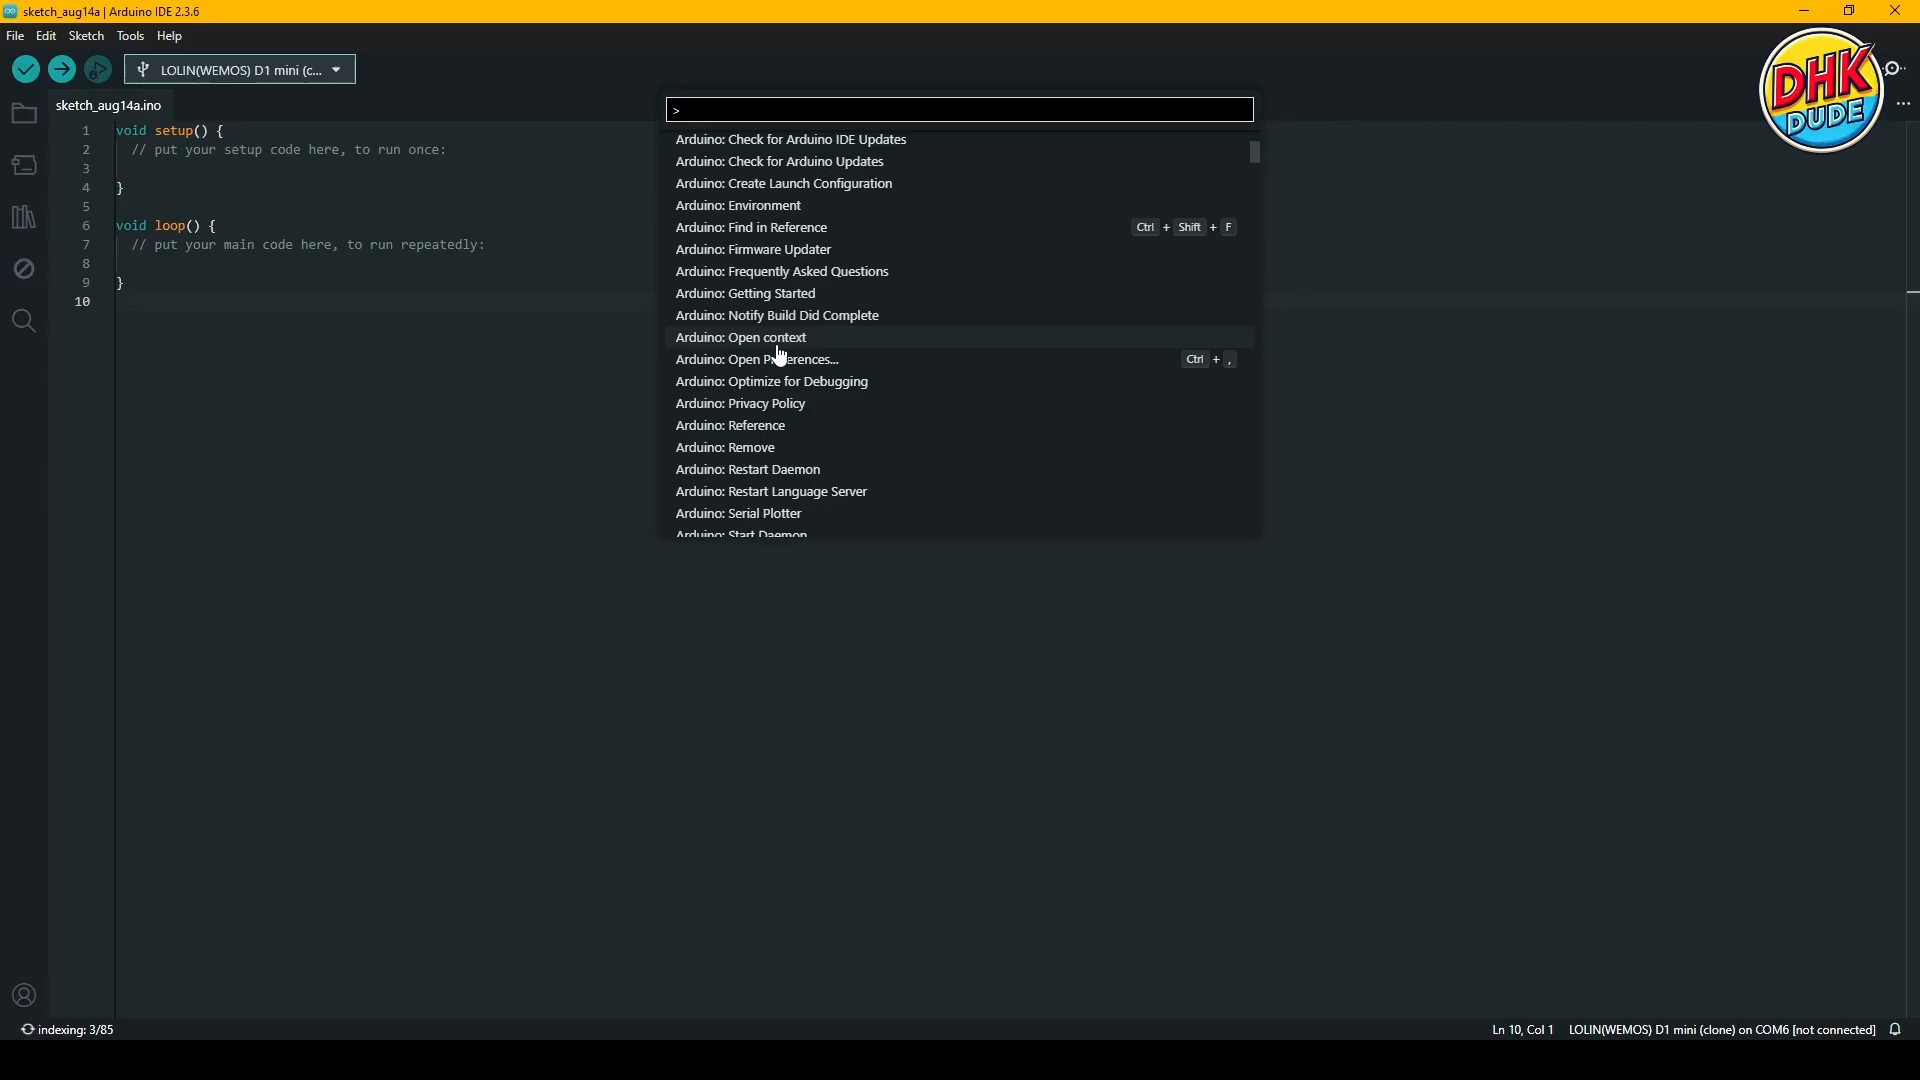 sketch_aug14a | Arduino IDE 2.3.6
File Edit Sketch Tools Help
LOLIN(WEMOS) D1 mini (c...
DHK
DUDE
sketch_aug14a.ino
1 void setup() {
2 // put your setup code here, to run once:
3
4 }
5
6 void loop() {
7 // put your main code here, to run repeatedly:
8
9 }
10
>
Arduino: Check for Arduino IDE Updates
Arduino: Check for Arduino Updates
Arduino: Create Launch Configuration
Arduino: Environment
Arduino: Find in Reference Ctrl + Shift + F
Arduino: Firmware Updater
Arduino: Frequently Asked Questions
Arduino: Getting Started
Arduino: Notify Build Did Complete
Arduino: Open context
Arduino: Open Preferences... Ctrl + ,
Arduino: Optimize for Debugging
Arduino: Privacy Policy
Arduino: Reference
Arduino: Remove
Arduino: Restart Daemon
Arduino: Restart Language Server
Arduino: Serial Plotter
Arduino: Start Daemon
indexing: 3/85
Ln 10, Col 1 LOLIN(WEMOS) D1 mini (clone) on COM6 [not connected]